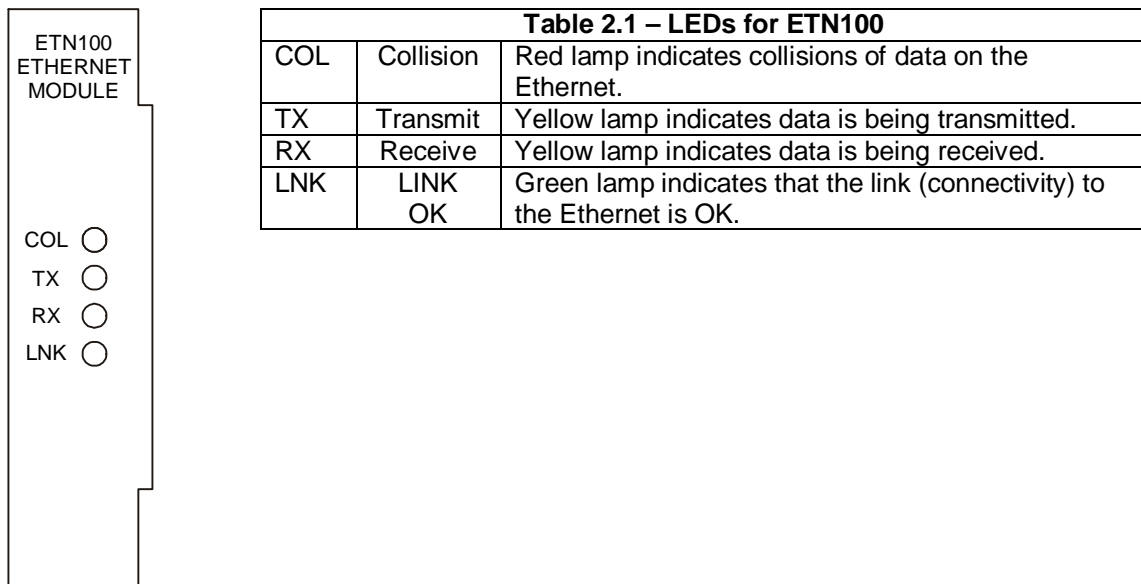 ETN100
ETHERNET
MODULE
COL
TX
RX
LNK
Table 2.1 – LEDs for ETN100
COL Collision Red lamp indicates collisions of data on the
Ethernet.
TX Transmit Yellow lamp indicates data is being transmitted.
RX Receive Yellow lamp indicates data is being received.
LNK LINK Green lamp indicates that the link (connectivity) to
OK the Ethernet is OK.